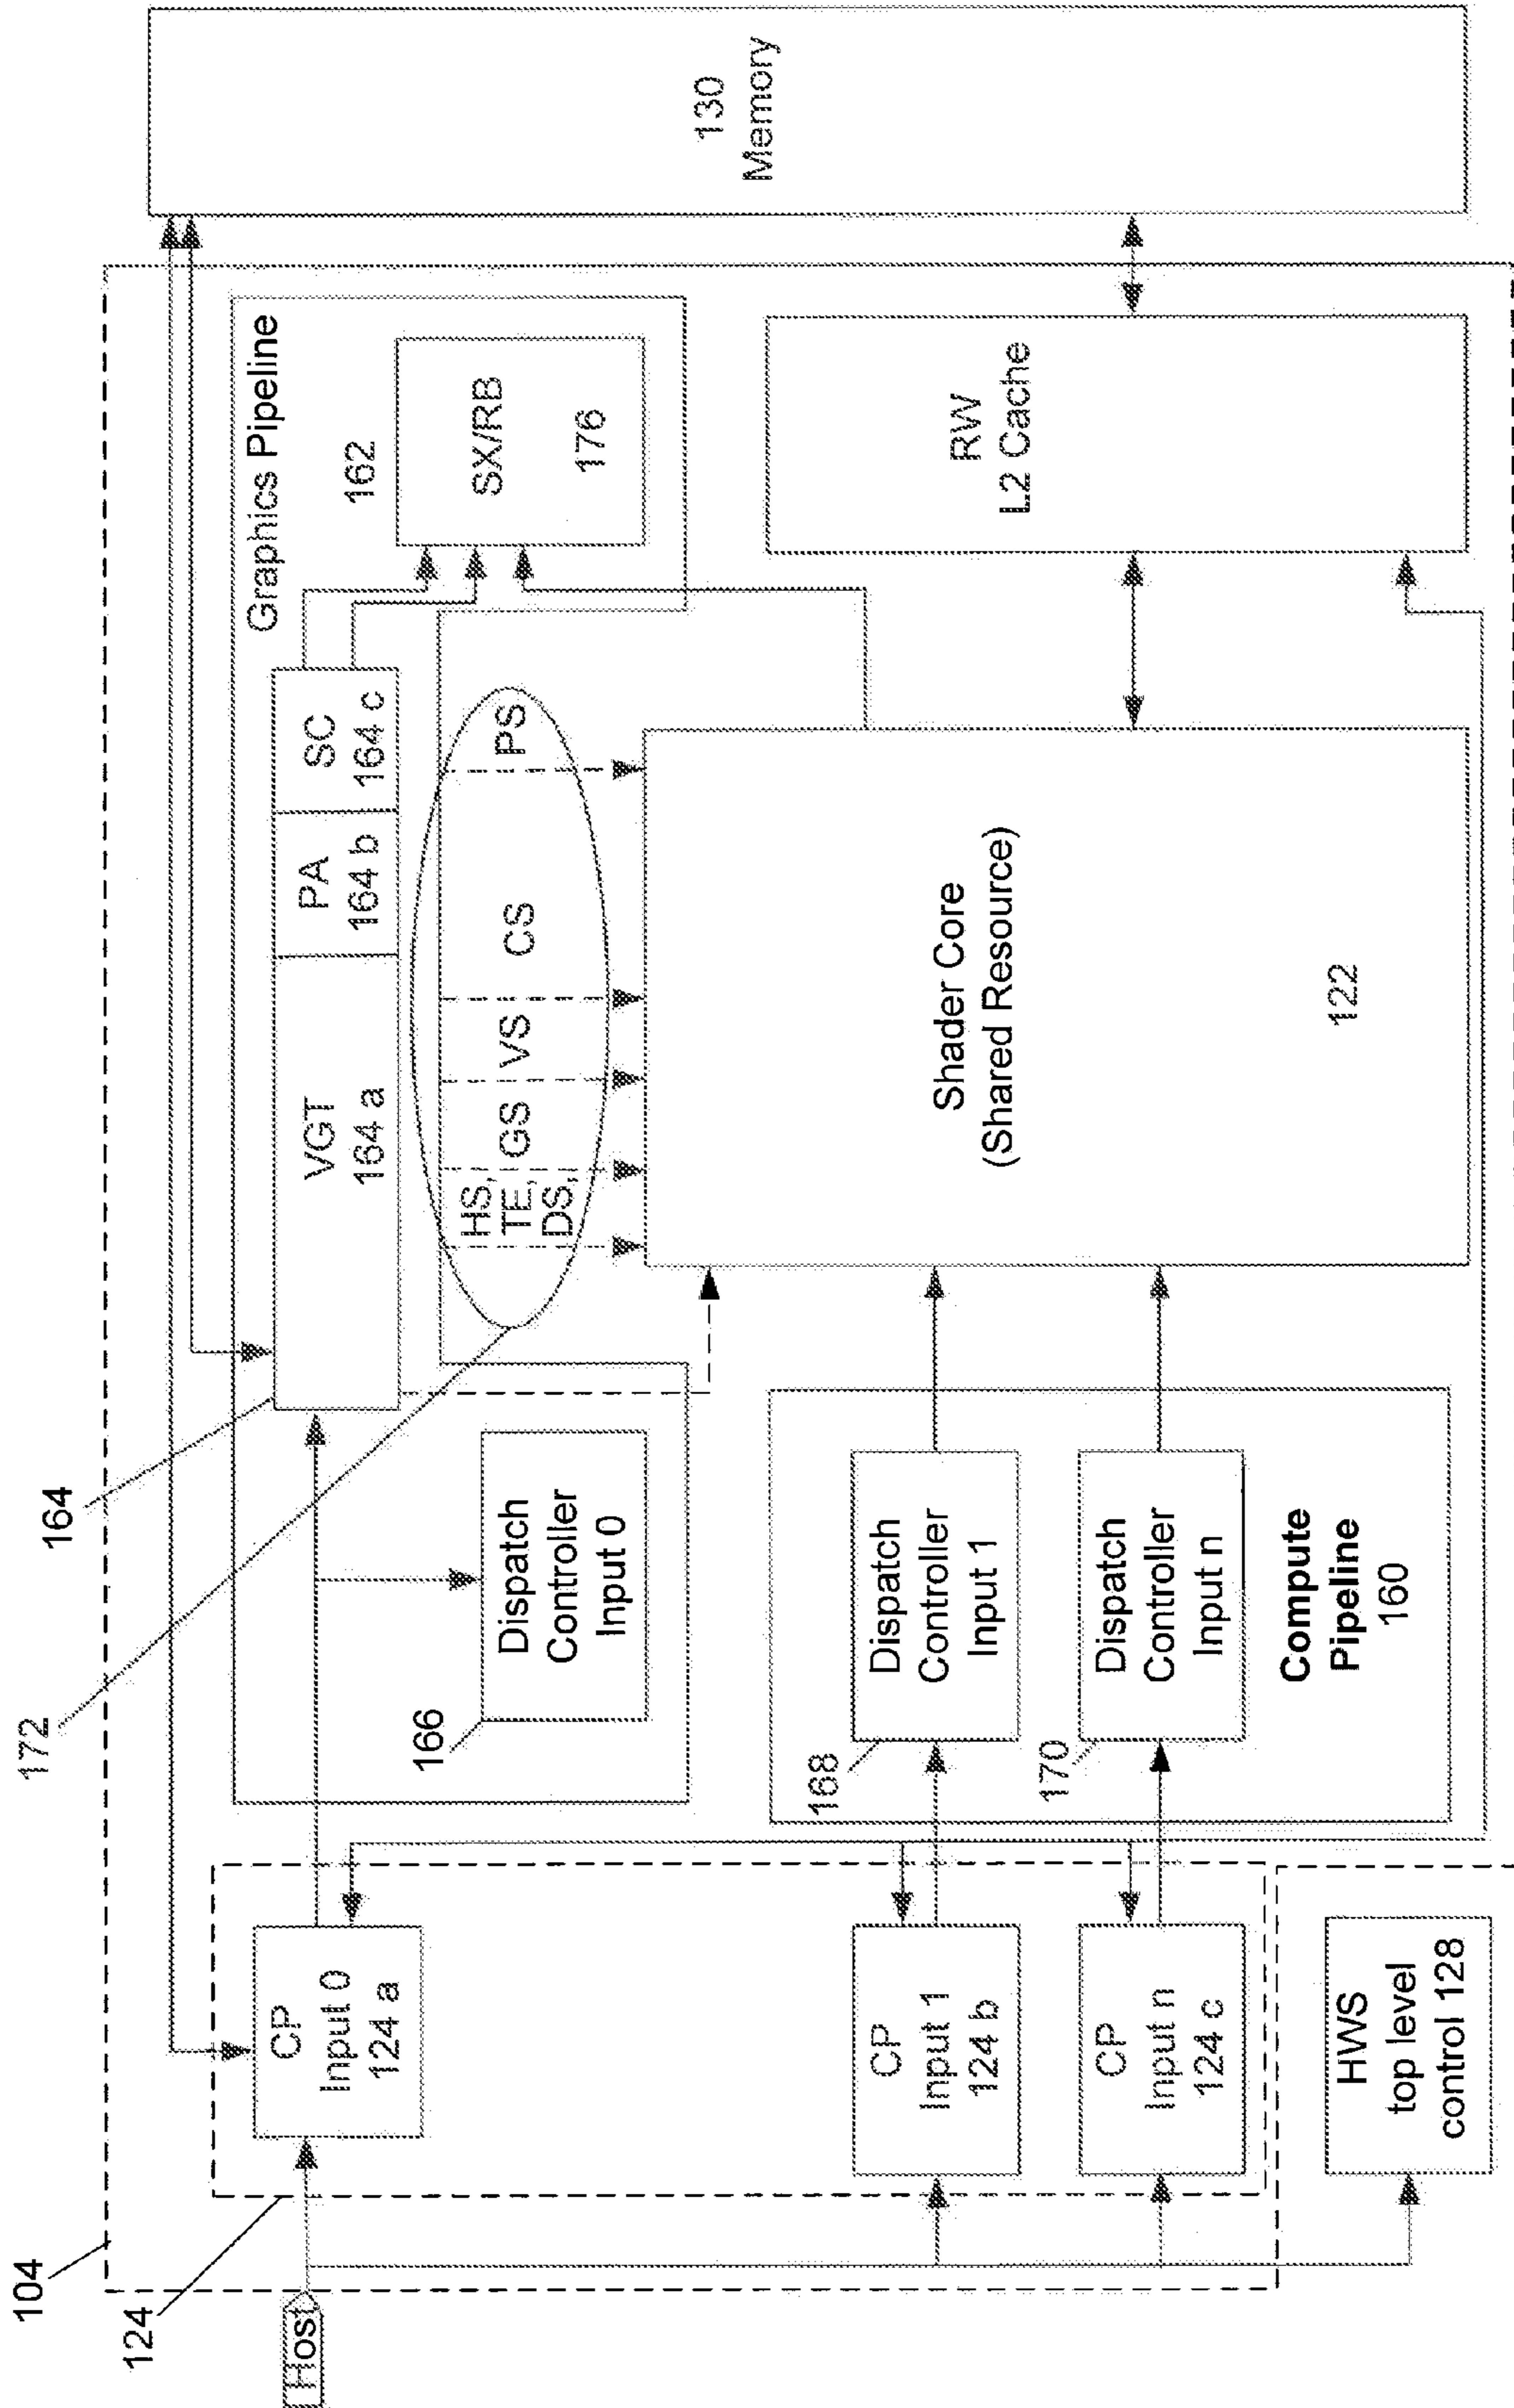 104
124
Host
CP
Input 0
124 a
CP
Input 1
124 b
CP
Input n
124 c
HWS
top level
control 128
172
164
166
Dispatch
Controller
Input 0
168
Dispatch
Controller
Input 1
170
Dispatch
Controller
Input n
Compute
Pipeline
160
VGT
164 a
PA
164 b
SC
164 c
Graphics Pipeline
162
SX/RB
176
HS,
TE,
DS,
GS
VS
CS
PS
Shader Core
(Shared Resource)
122
RW
L2 Cache
130
Memory